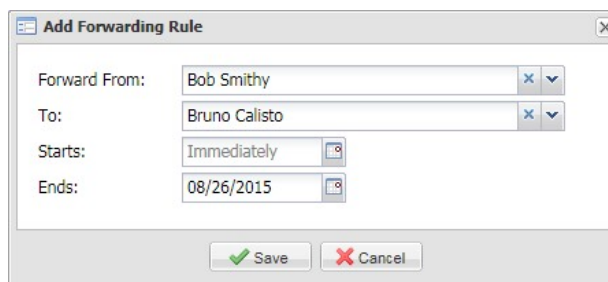 Add Forwarding Rule
Forward From: Bob Smithy
To: Bruno Calisto
Starts: Immediately
Ends: 08/26/2015
Save Cancel